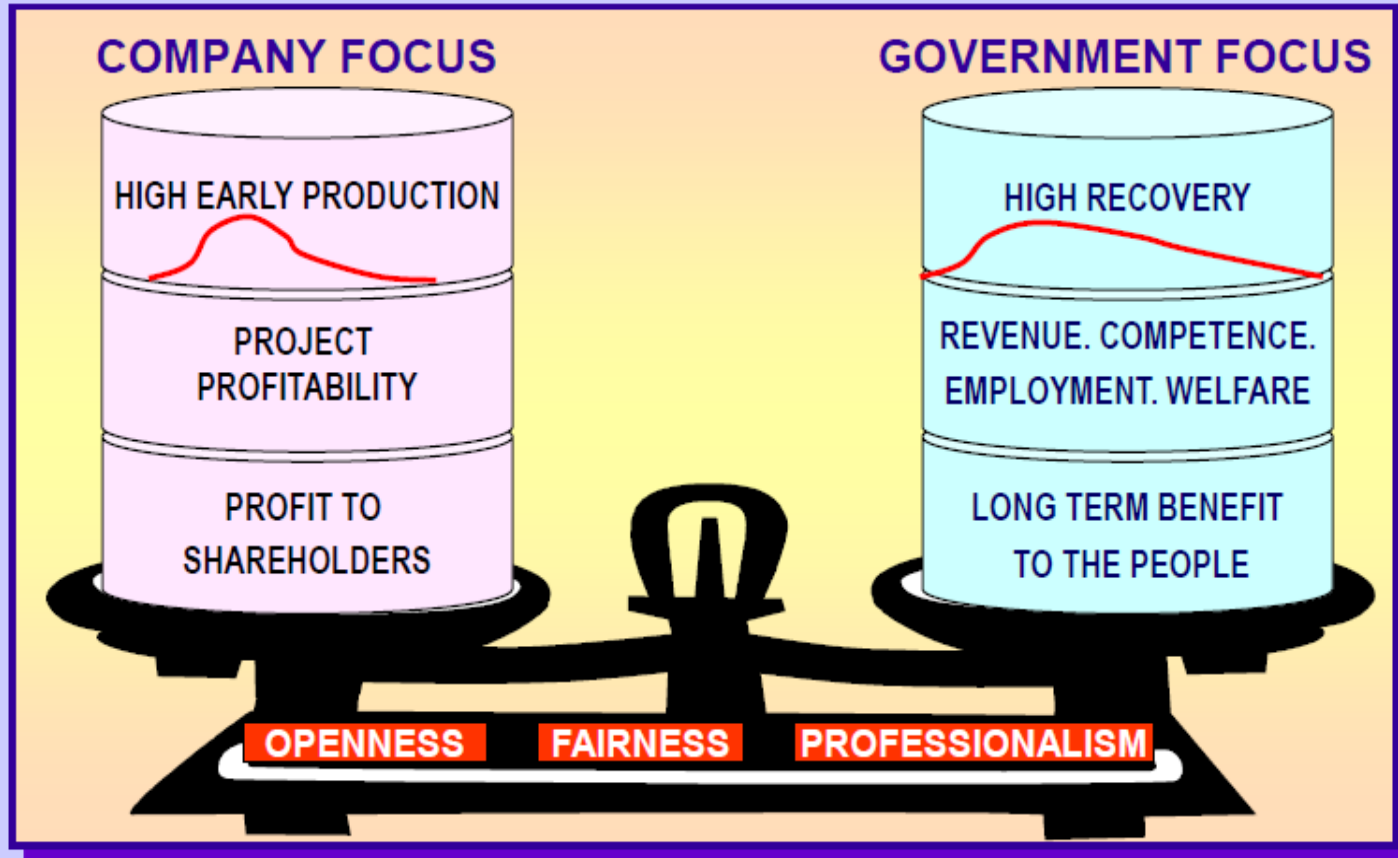 COMPANY FOCUS
HIGH EARLY PRODUCTION
PROJECT
PROFITABILITY
PROFIT TO
SHAREHOLDERS
GOVERNMENT FOCUS
HIGH RECOVERY
REVENUE. COMPETENCE.
EMPLOYMENT. WELFARE
LONG TERM BENEFIT
TO THE PEOPLE
OPENNESS FAIRNESS PROFESSIONALISM